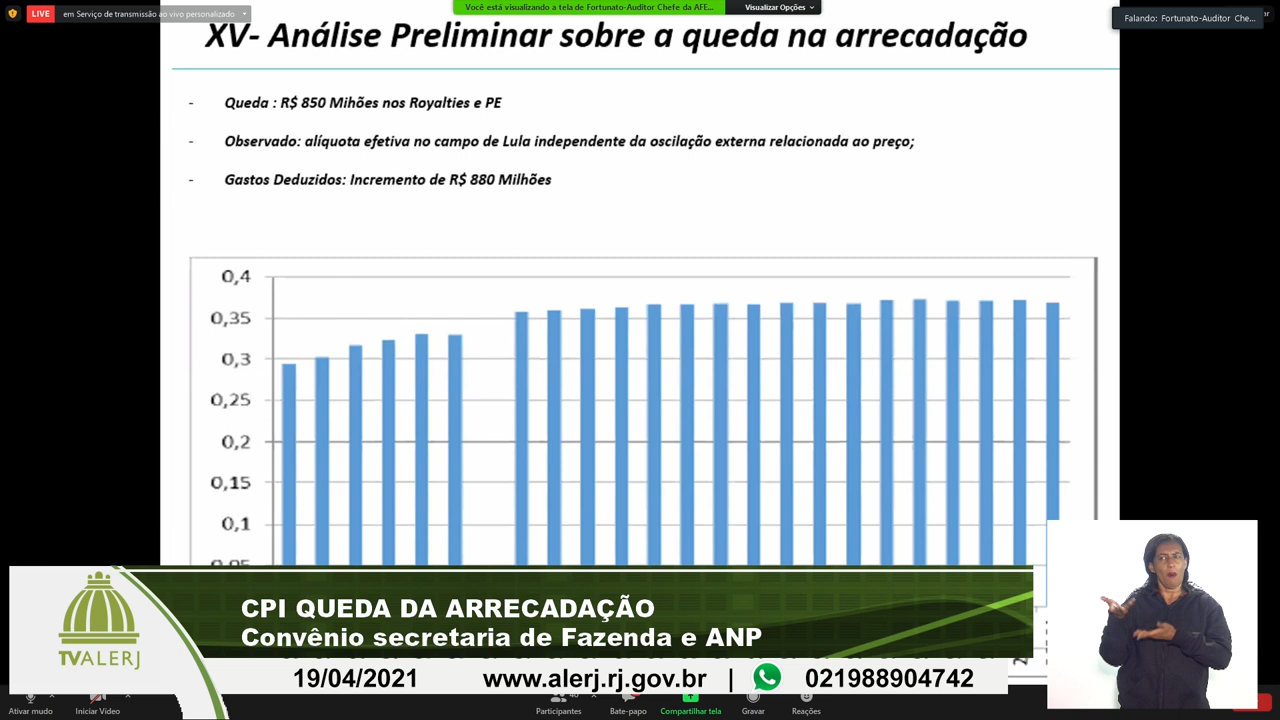 LIVE
em Serviço de transmissão ao vivo personalizado
Você está visualizando a tela de Fortunato-Auditor Chefe da AFE...
Visualizar Opções
Falando: Fortunato-Auditor Che...
XV- Análise Preliminar sobre a queda na arrecadação
- Queda : R$ 850 Mihões nos Royalties e PE
- Observado: alíquota efetiva no campo de Lula independente da oscilação externa relacionada ao preço;
- Gastos Deduzidos: Incremento de R$ 880 Milhões
0,4
0,35
0,3
0,25
0,2
0,15
0,1
0,05
CPI QUEDA DA ARRECADAÇÃO
Convênio secretaria de Fazenda e ANP
TVALERJ
19/04/2021 www.alerj.rj.gov.br | 021988904742
Ativar mudo
Iniciar Vídeo
Participantes
Bate-papo
Compartilhar tela
Gravar
Reações